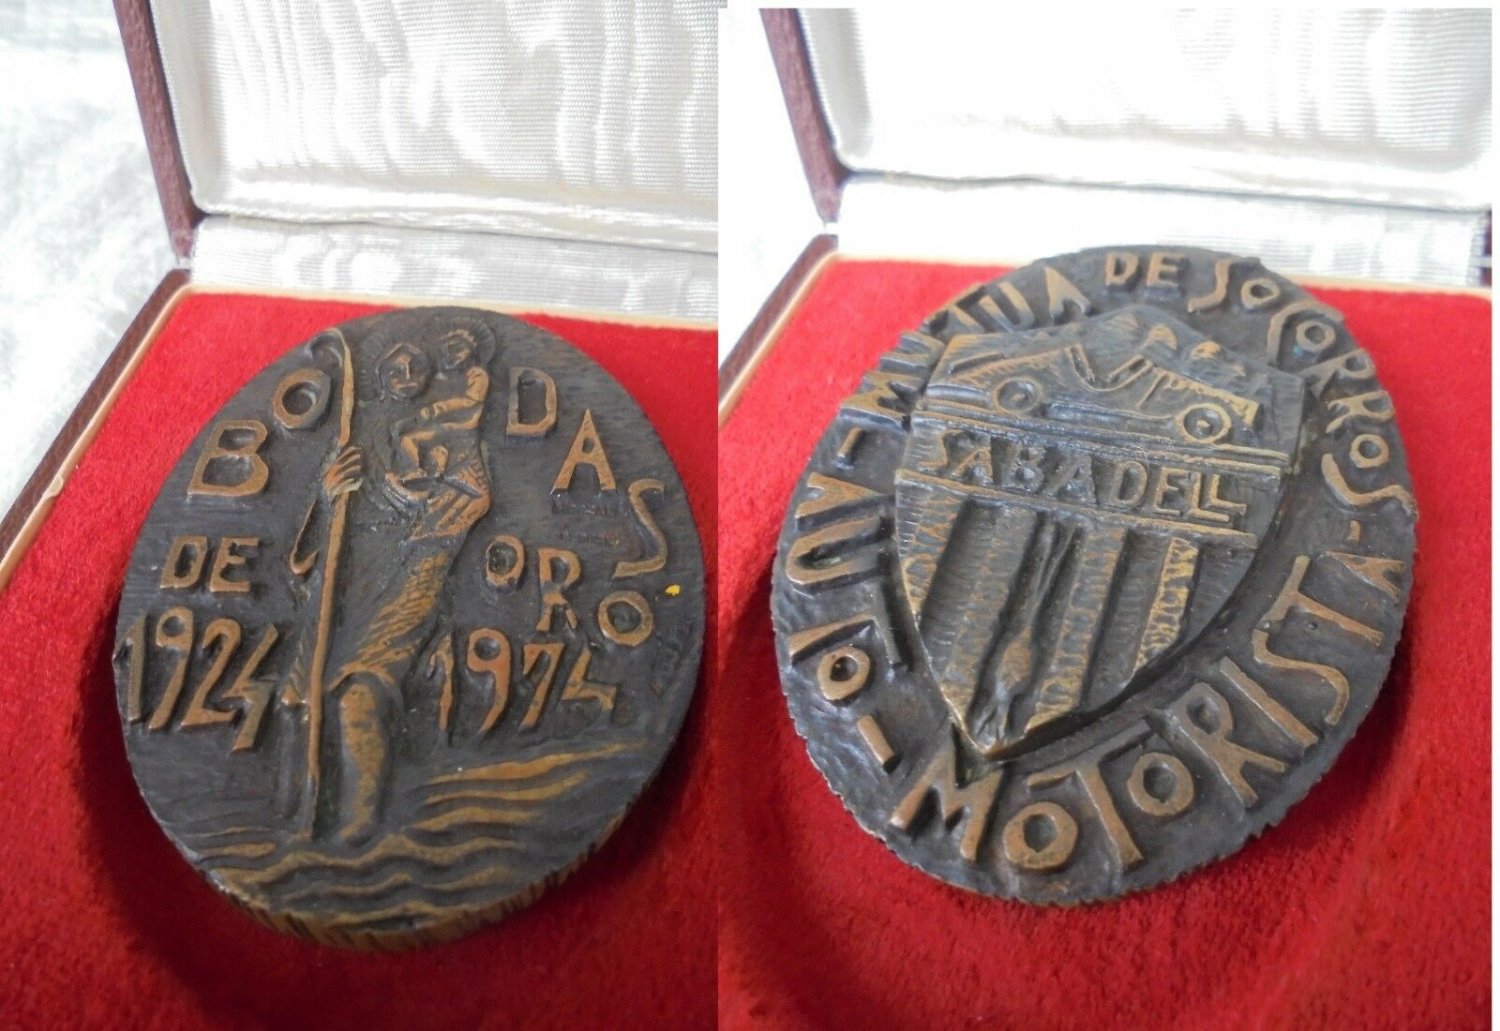 BODAS
DE ORO
1924 1974
MUTUA DE SOCORROS
AUTO-MOTORISTA
SABADELL